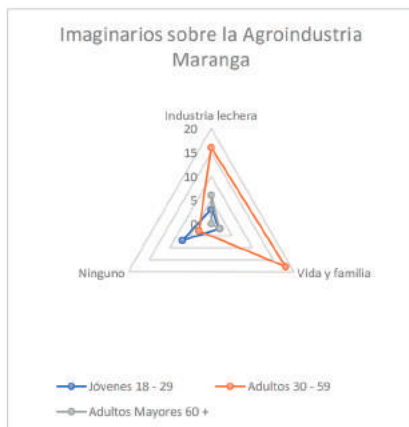 Imaginarios sobre la Agroindustria
Maranga
Industria lechera
20
15
10
5
0
Ninguno
Vida y familia
Jóvenes 18 - 29
Adultos 30 - 59
Adultos Mayores 60 +